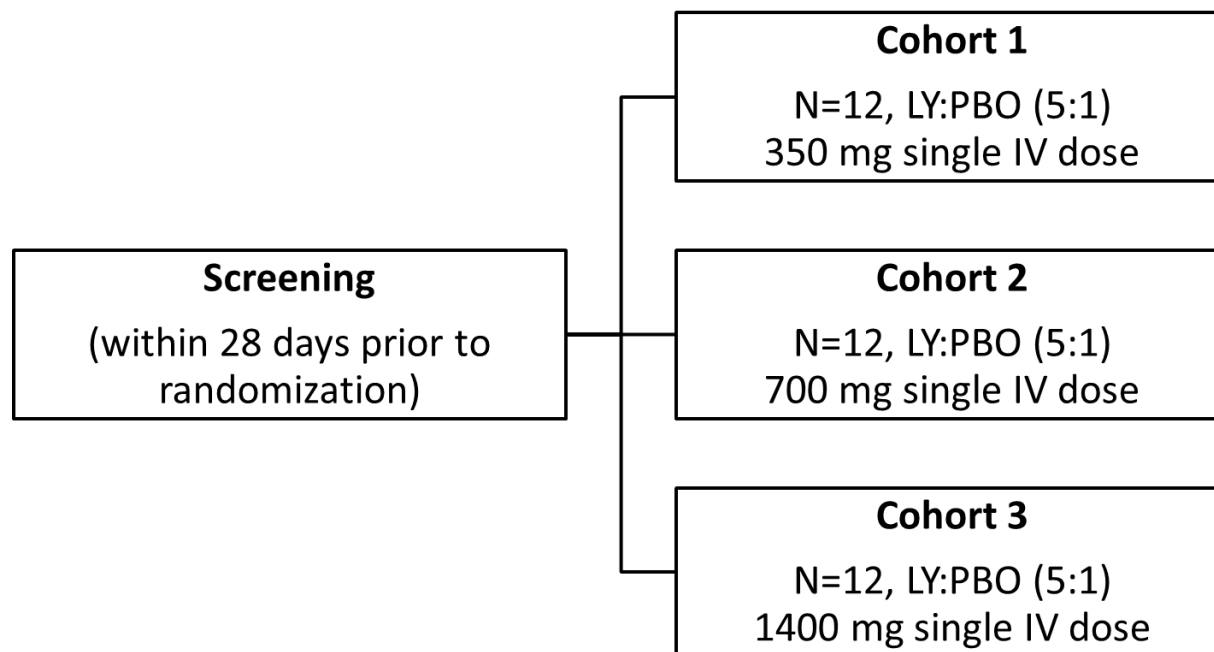 Cohort 1
N=12, LY:PBO (5:1)
350 mg single IV dose
Screening
(within 28 days prior to
randomization)
Cohort 2
N=12, LY:PBO (5:1)
700 mg single IV dose
Cohort 3
N=12, LY:PBO (5:1)
1400 mg single IV dose